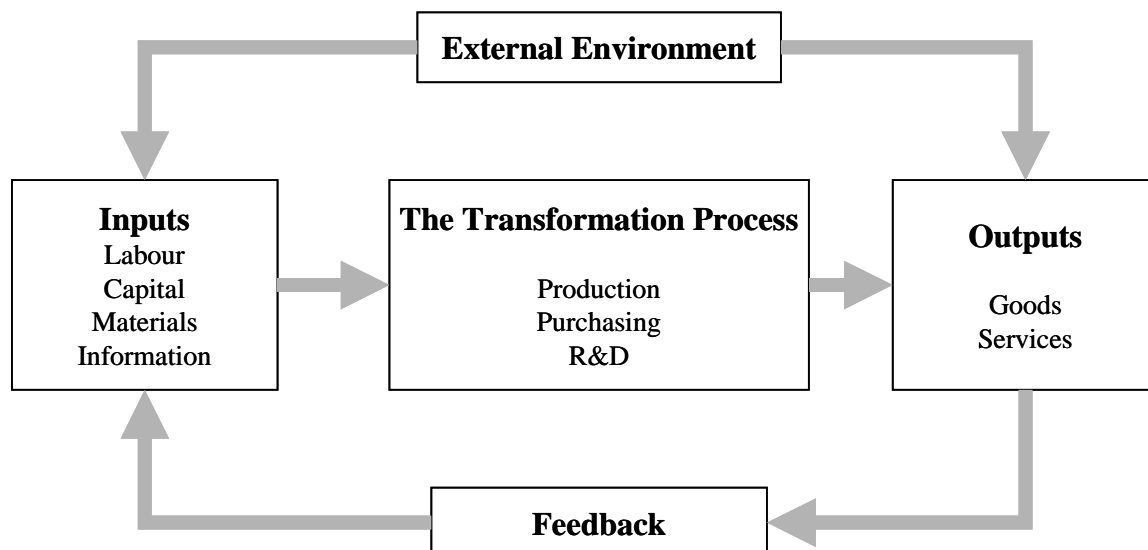 External Environment
Inputs
Labour
Capital
Materials
Information
The Transformation Process
Production
Purchasing
R&D
Outputs
Goods
Services
Feedback